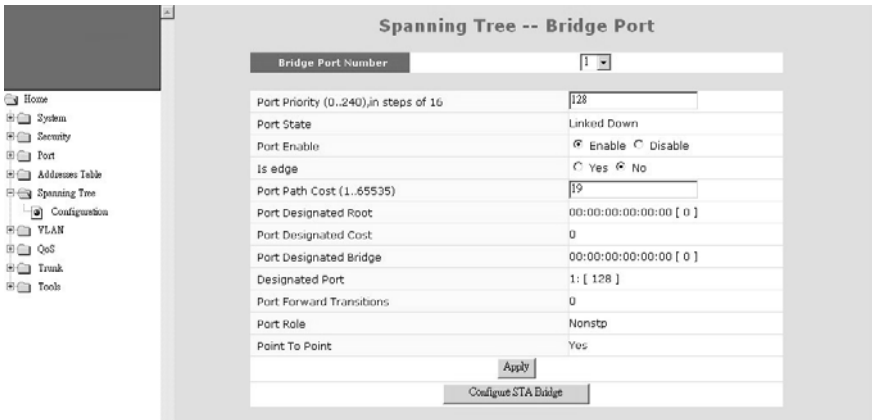 Spanning Tree -- Bridge Port
Bridge Port Number 1
Home
System
Security
Port
Addresses Table
Spanning Tree
Configuration
VLAN
QoS
Trunk
Tools
Port Priority (0..240),in steps of 16 128
Port State Linked Down
Port Enable Enable Disable
Is edge Yes No
Port Path Cost (1..65535) 19
Port Designated Root 00:00:00:00:00:00 [ 0 ]
Port Designated Cost 0
Port Designated Bridge 00:00:00:00:00:00 [ 0 ]
Designated Port 1: [ 128 ]
Port Forward Transitions 0
Port Role Nonstp
Point To Point Yes
Apply
Configure STA Bridge